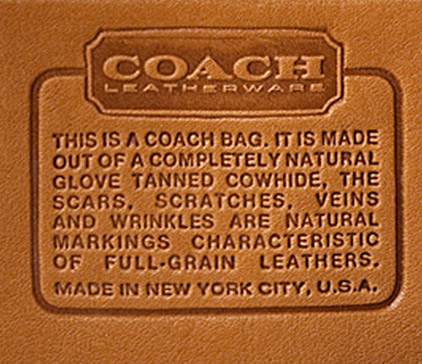 COACH
LEATHERWARE
THIS IS A COACH BAG. IT IS MADE
OUT OF A COMPLETELY NATURAL
GLOVE TANNED COWHIDE, THE
SCARS, SCRATCHES, VEINS
AND WRINKLES ARE NATURAL
MARKINGS CHARACTERISTIC
OF FULL-GRAIN LEATHERS.
MADE IN NEW YORK CITY, U.S.A.